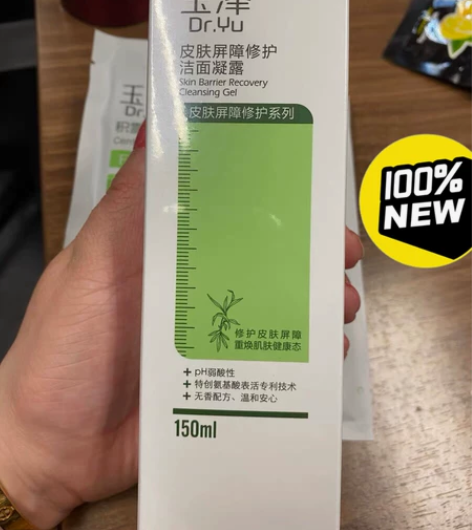 玉泽
Dr.Yu
皮肤屏障修护
洁面凝露
Skin Barrier Recovery
Cleansing Gel
皮肤屏障修护系列
修护皮肤屏障
重焕肌肤健康态
+ pH弱酸性
+ 特创氨基酸表活专利技术
+ 无香配方、温和安心
150ml
玉
Dr.
100%
NEW